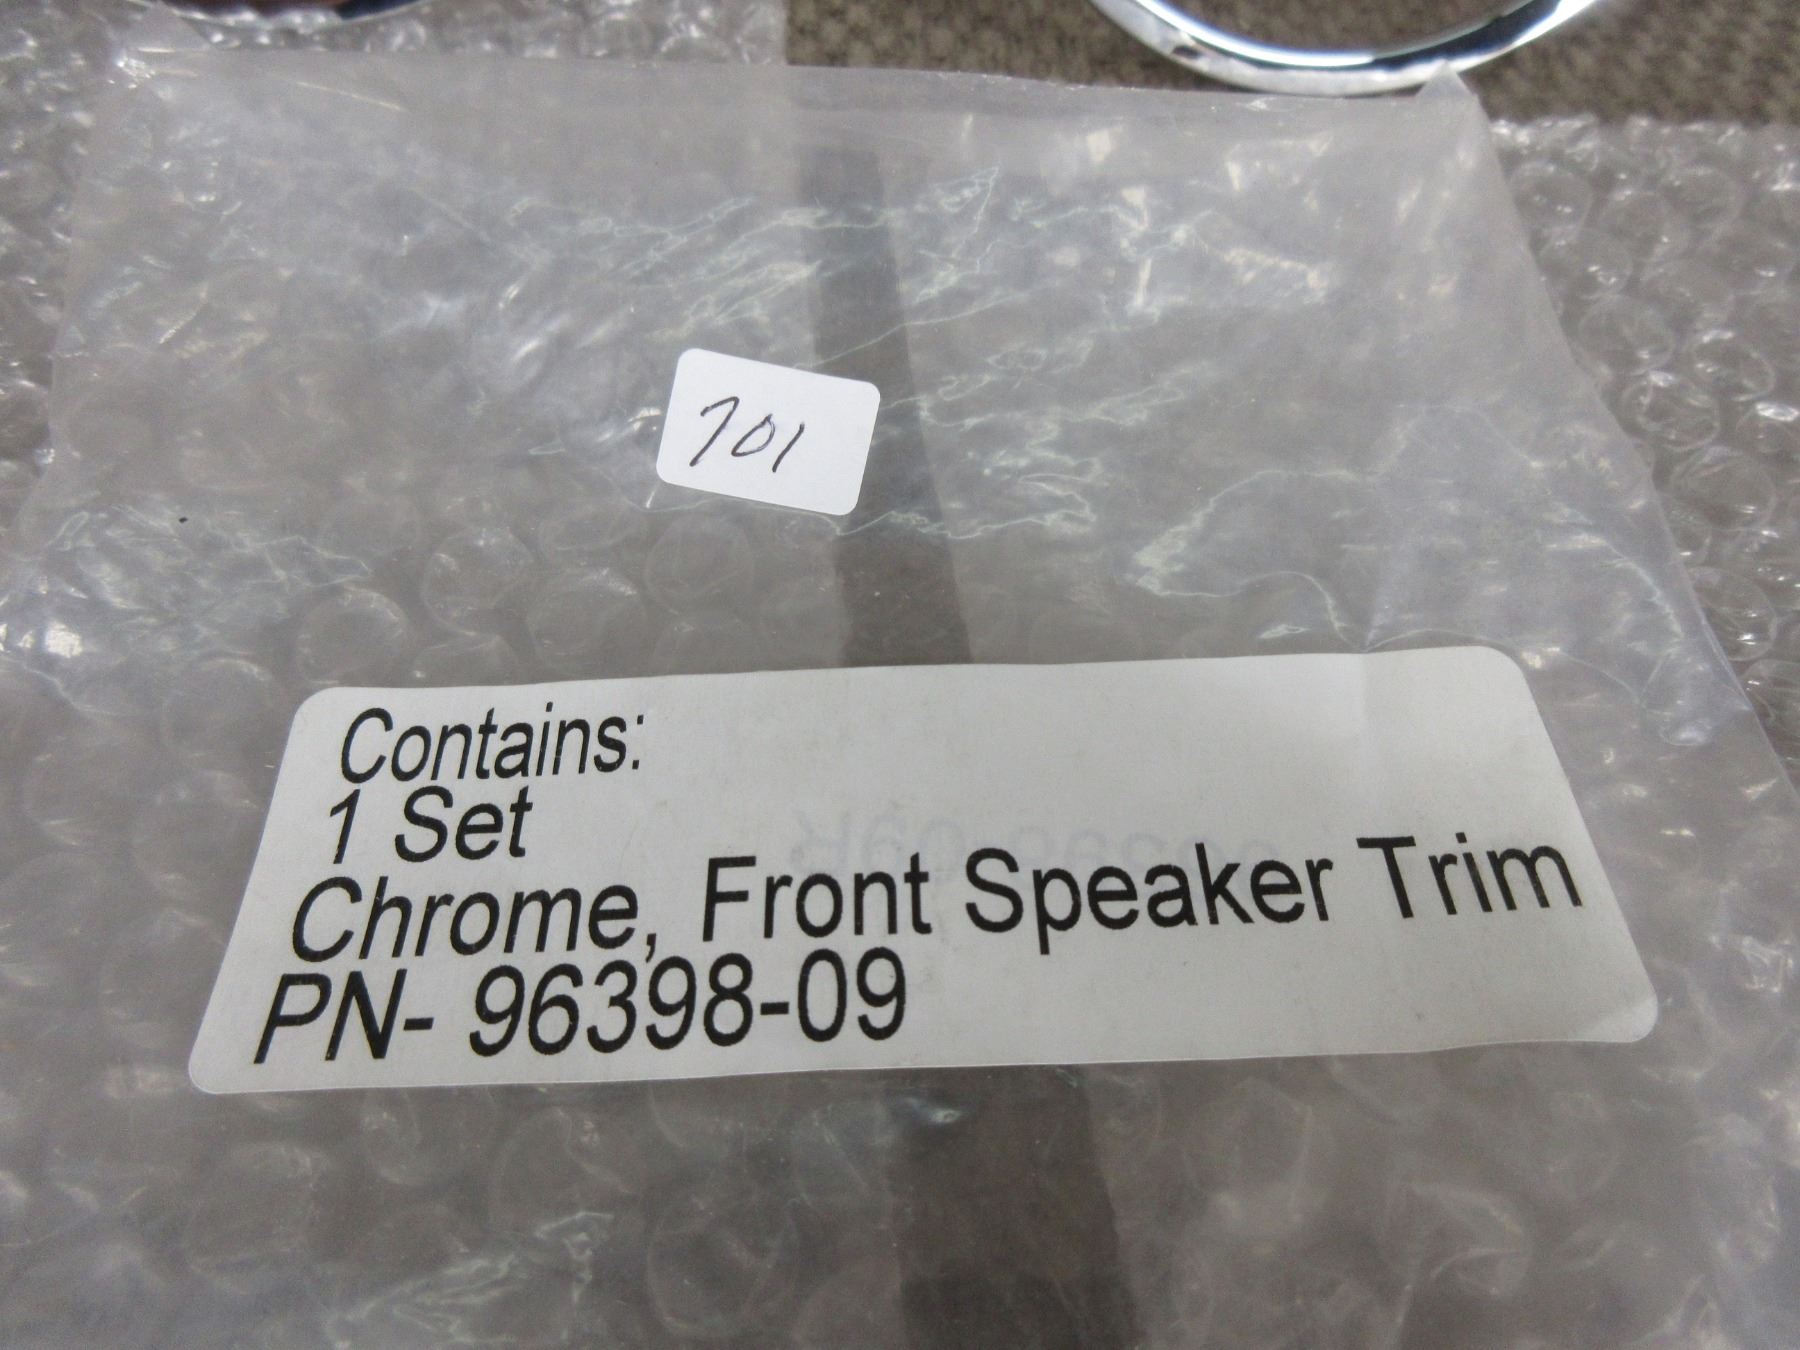 701
Contains:
1 Set
Chrome, Front Speaker Trim
PN- 96398-09